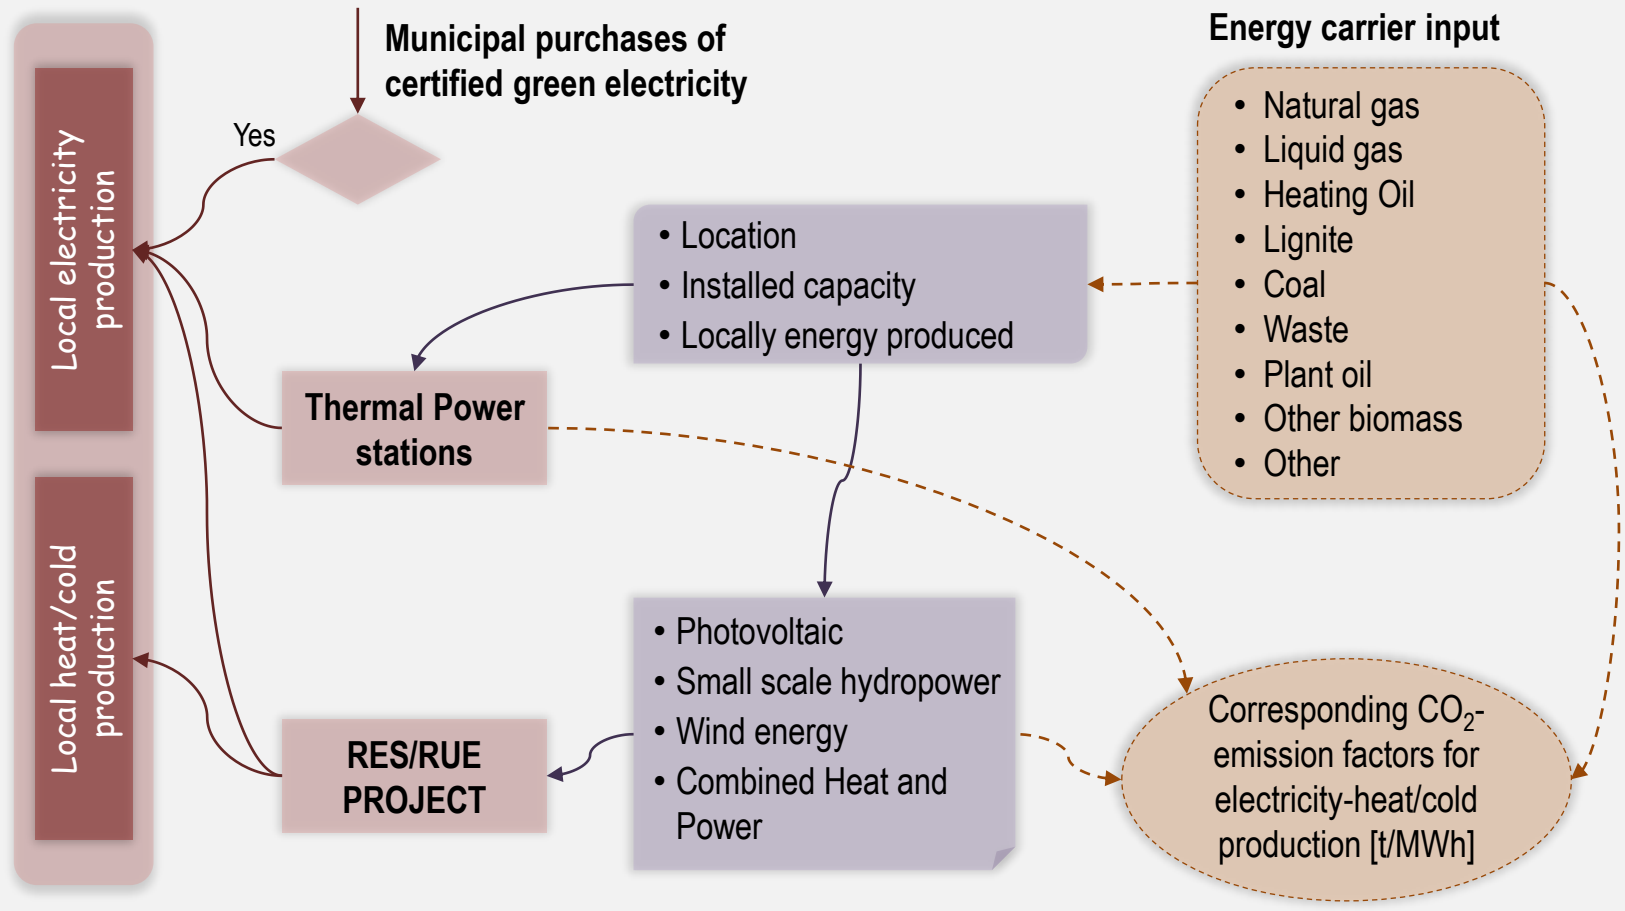 Municipal purchases of
certified green electricity
Energy carrier input
Yes
• Natural gas
• Liquid gas
• Heating Oil
• Lignite
• Coal
• Waste
• Plant oil
• Other biomass
• Other
Local electricity
production
• Location
• Installed capacity
• Locally energy produced
Thermal Power
stations
Local heat/cold
production
• Photovoltaic
• Small scale hydropower
• Wind energy
• Combined Heat and
Power
RES/RUE
PROJECT
Corresponding CO₂-
emission factors for
electricity-heat/cold
production [t/MWh]